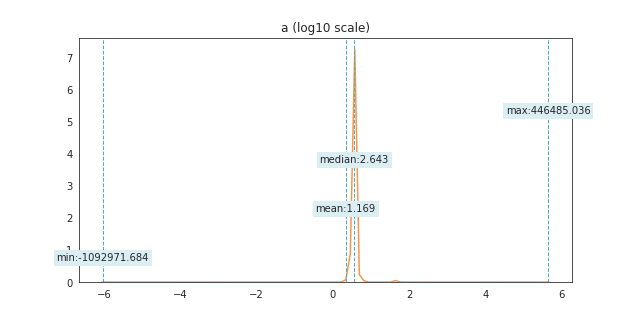 a (log10 scale)
7
6
max:446485.036
5
4
median:2.643
3
mean:1.169
2
1
min:-1092971.684
0
−6 −4 −2 0 2 4 6